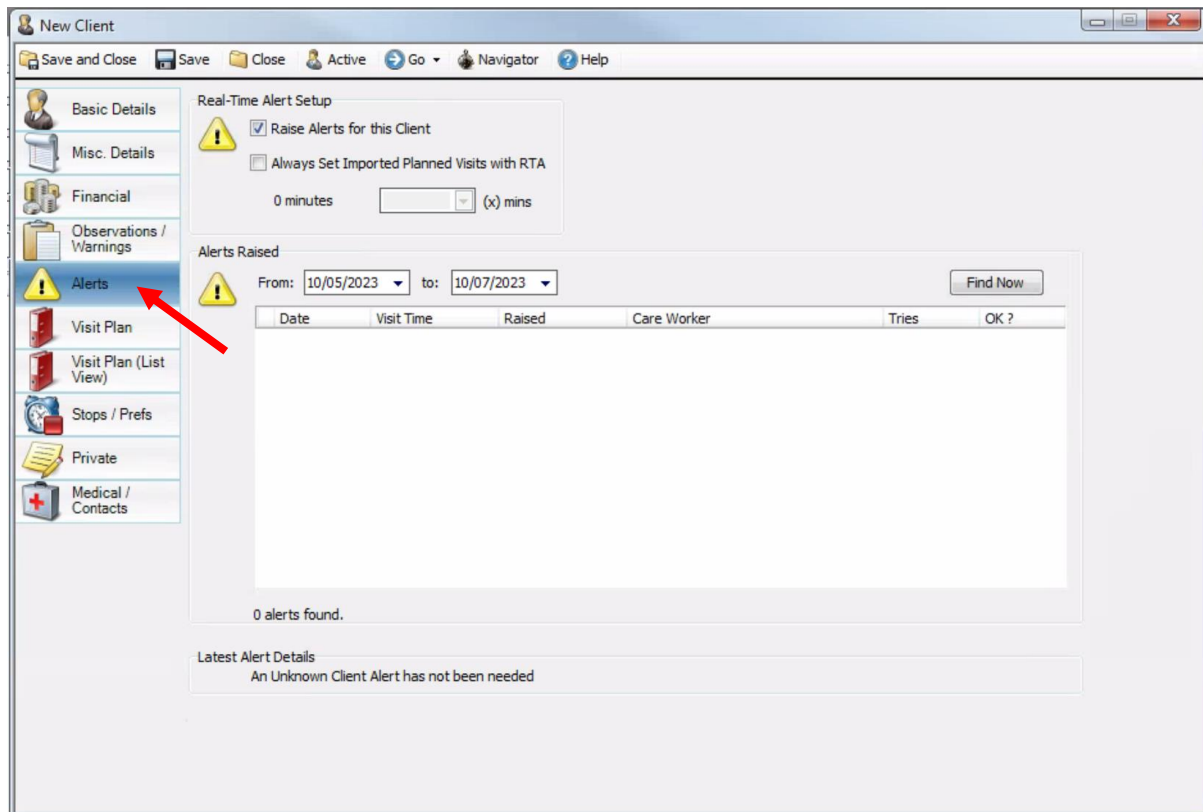 New Client
Save and Close Save Close Active Go Navigator Help
Basic Details
Misc. Details
Financial
Observations /
Warnings
Alerts
Visit Plan
Visit Plan (List
View)
Stops / Prefs
Private
Medical /
Contacts
Real-Time Alert Setup
Raise Alerts for this Client
Always Set Imported Planned Visits with RTA
0 minutes (x) mins
Alerts Raised
From: 10/05/2023 to: 10/07/2023 Find Now
Date Visit Time Raised Care Worker Tries OK ?
0 alerts found.
Latest Alert Details
An Unknown Client Alert has not been needed